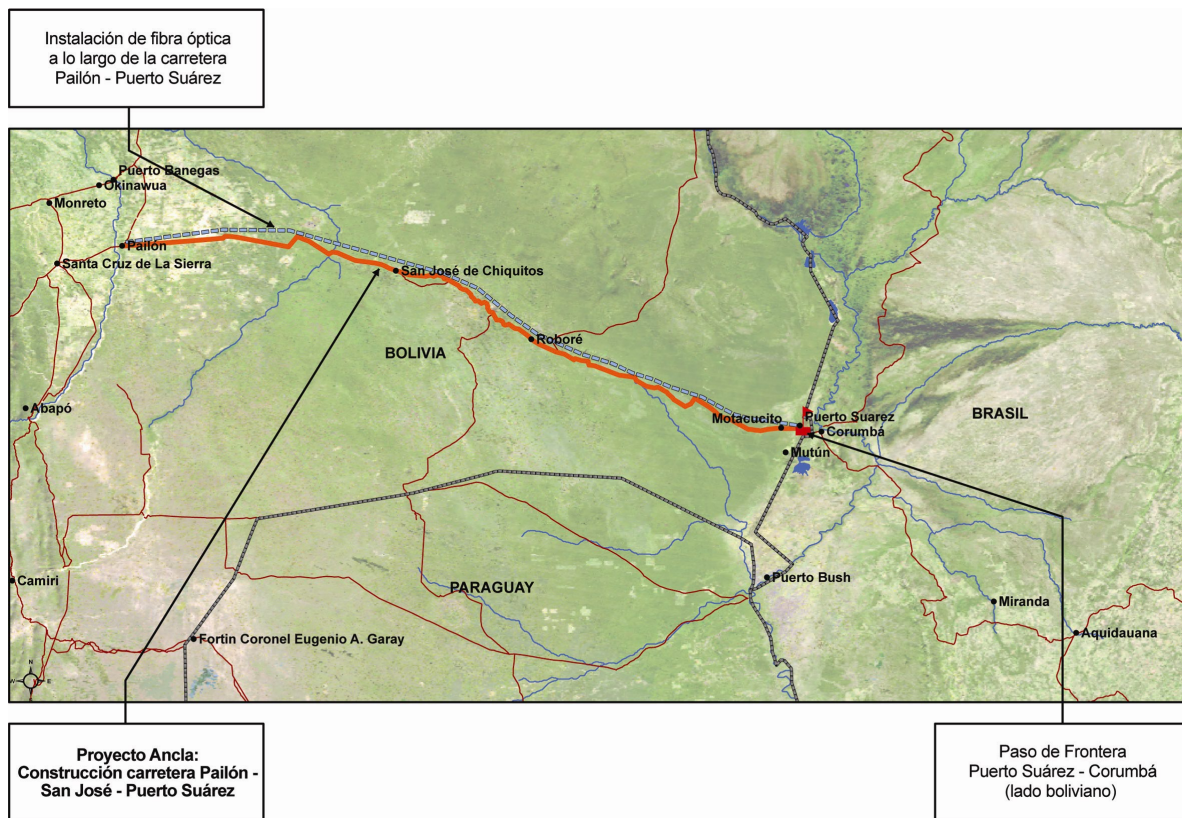 Instalación de fibra óptica
a lo largo de la carretera
Pailón - Puerto Suárez
Puerto Banegas
Okinawua
Monreto
Pailón
Santa Cruz de La Sierra
San José de Chiquitos
Roboré
BOLIVIA
Abapó
BRASIL
Motacucito
Puerto Suarez
Corumbá
Mutún
Camiri
PARAGUAY
Puerto Bush
Miranda
Aquidauana
Fortin Coronel Eugenio A. Garay
N
W
E
Proyecto Ancla:
Construcción carretera Pailón -
San José - Puerto Suárez
Paso de Frontera
Puerto Suárez - Corumbá
(lado boliviano)